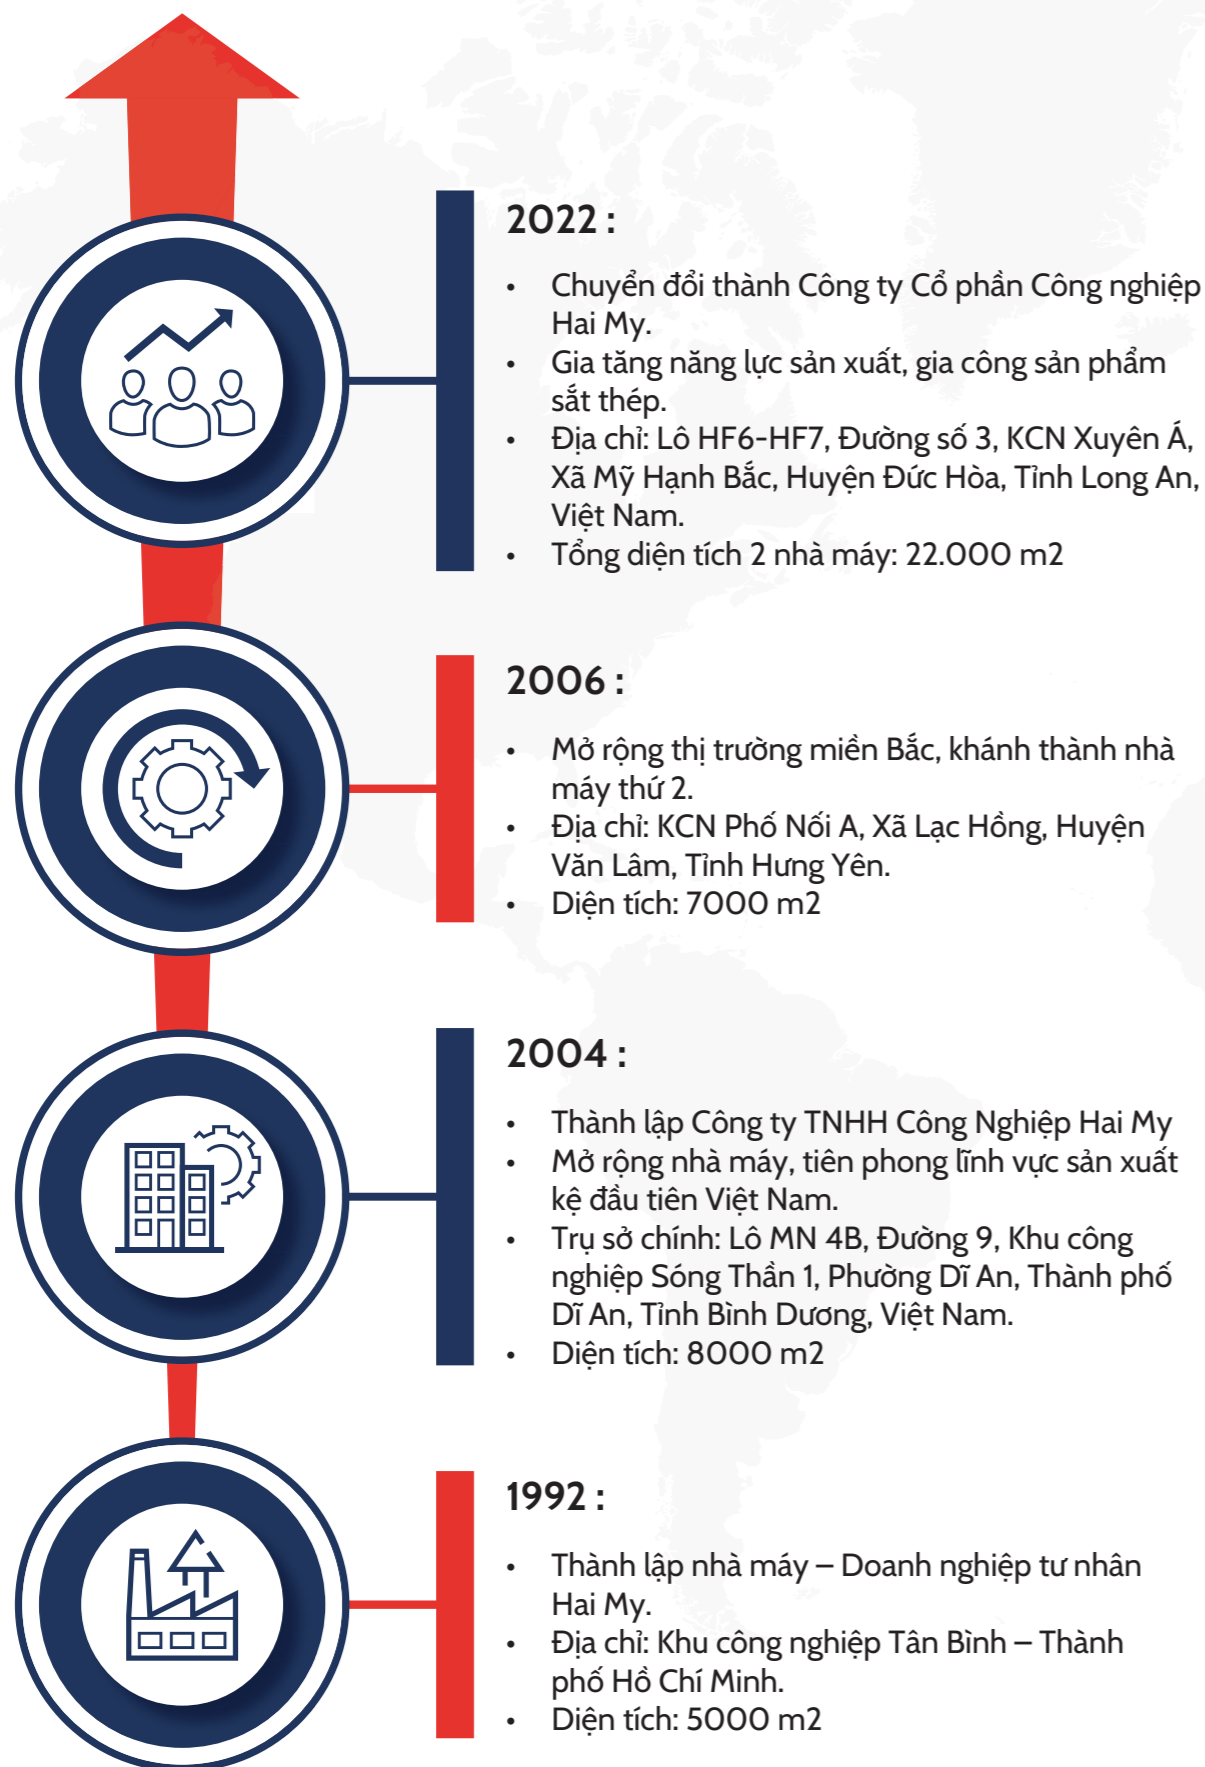 2022 :
• Chuyển đổi thành Công ty Cổ phần Công nghiệp
Hai My.
• Gia tăng năng lực sản xuất, gia công sản phẩm
sắt thép.
• Địa chỉ: Lô HF6-HF7, Đường số 3, KCN Xuyên Á,
Xã Mỹ Hạnh Bắc, Huyện Đức Hòa, Tỉnh Long An,
Việt Nam.
• Tổng diện tích 2 nhà máy: 22.000 m2
2006 :
• Mở rộng thị trường miền Bắc, khánh thành nhà
máy thứ 2.
• Địa chỉ: KCN Phố Nối A, Xã Lạc Hồng, Huyện
Văn Lâm, Tỉnh Hưng Yên.
• Diện tích: 7000 m2
2004 :
• Thành lập Công ty TNHH Công Nghiệp Hai My
• Mở rộng nhà máy, tiên phong lĩnh vực sản xuất
kệ đầu tiên Việt Nam.
• Trụ sở chính: Lô MN 4B, Đường 9, Khu công
nghiệp Sóng Thần 1, Phường Dĩ An, Thành phố
Dĩ An, Tỉnh Bình Dương, Việt Nam.
• Diện tích: 8000 m2
1992 :
• Thành lập nhà máy – Doanh nghiệp tư nhân
Hai My.
• Địa chỉ: Khu công nghiệp Tân Bình – Thành
phố Hồ Chí Minh.
• Diện tích: 5000 m2